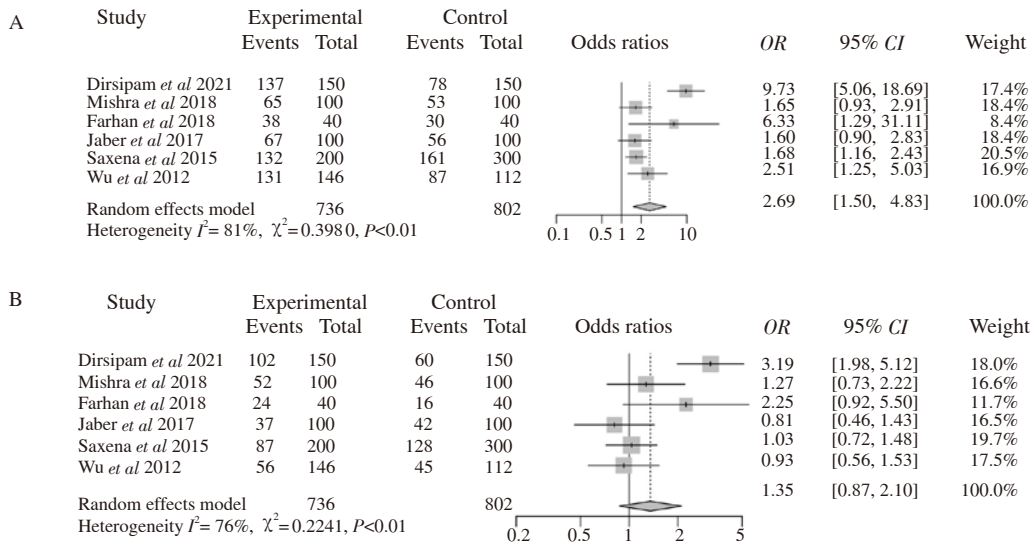 A
Study Experimental Control
Events Total Events Total Odds ratios OR 95% CI Weight
Dirsipam et al 2021 137 150 78 150 9.73 [5.06, 18.69] 17.4%
Mishra et al 2018 65 100 53 100 1.65 [0.93, 2.91] 18.4%
Farhan et al 2018 38 40 30 40 6.33 [1.29, 31.11] 8.4%
Jaber et al 2017 67 100 56 100 1.60 [0.90, 2.83] 18.4%
Saxena et al 2015 132 200 161 300 1.68 [1.16, 2.43] 20.5%
Wu et al 2012 131 146 87 112 2.51 [1.25, 5.03] 16.9%
Random effects model 736 802 2.69 [1.50, 4.83] 100.0%
Heterogeneity I²= 81%, χ²=0.3980, P<0.01
0.1 0.5 1 2 10
B
Study Experimental Control
Events Total Events Total Odds ratios OR 95% CI Weight
Dirsipam et al 2021 102 150 60 150 3.19 [1.98, 5.12] 18.0%
Mishra et al 2018 52 100 46 100 1.27 [0.73, 2.22] 16.6%
Farhan et al 2018 24 40 16 40 2.25 [0.92, 5.50] 11.7%
Jaber et al 2017 37 100 42 100 0.81 [0.46, 1.43] 16.5%
Saxena et al 2015 87 200 128 300 1.03 [0.72, 1.48] 19.7%
Wu et al 2012 56 146 45 112 0.93 [0.56, 1.53] 17.5%
Random effects model 736 802 1.35 [0.87, 2.10] 100.0%
Heterogeneity I²= 76%, χ²=0.2241, P<0.01
0.2 0.5 1 2 5